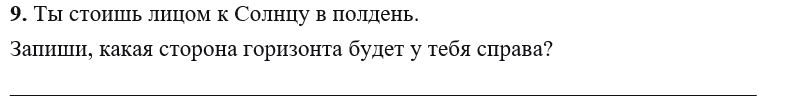 9. Ты стоишь лицом к Солнцу в полдень.
Запиши, какая сторона горизонта будет у тебя справа?